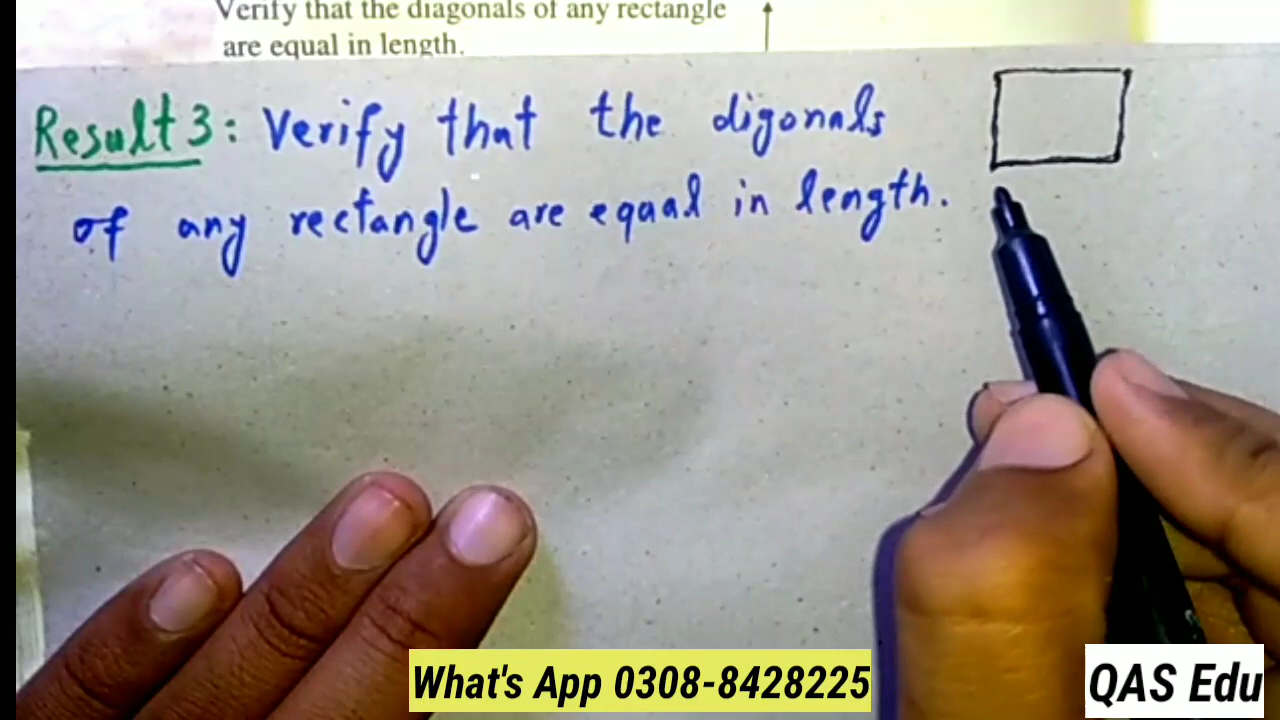 Verify that the diagonals of any rectangle
are equal in length.
Result 3: Verify that the digonals
of any rectangle are equal in length.
What's App 0308-8428225
QAS Edu